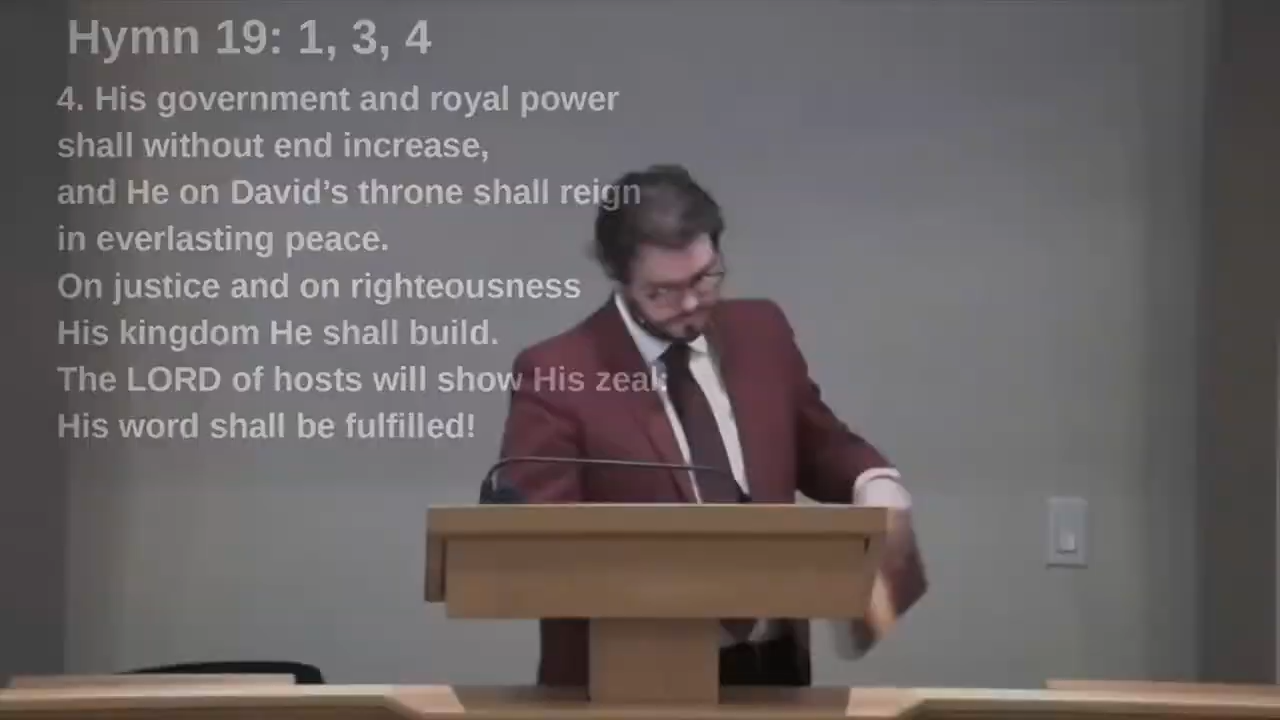 Hymn 19: 1, 3, 4
4. His government and royal power
shall without end increase,
and He on David’s throne shall reign
in everlasting peace.
On justice and on righteousness
His kingdom He shall build.
The LORD of hosts will show His zeal:
His word shall be fulfilled!